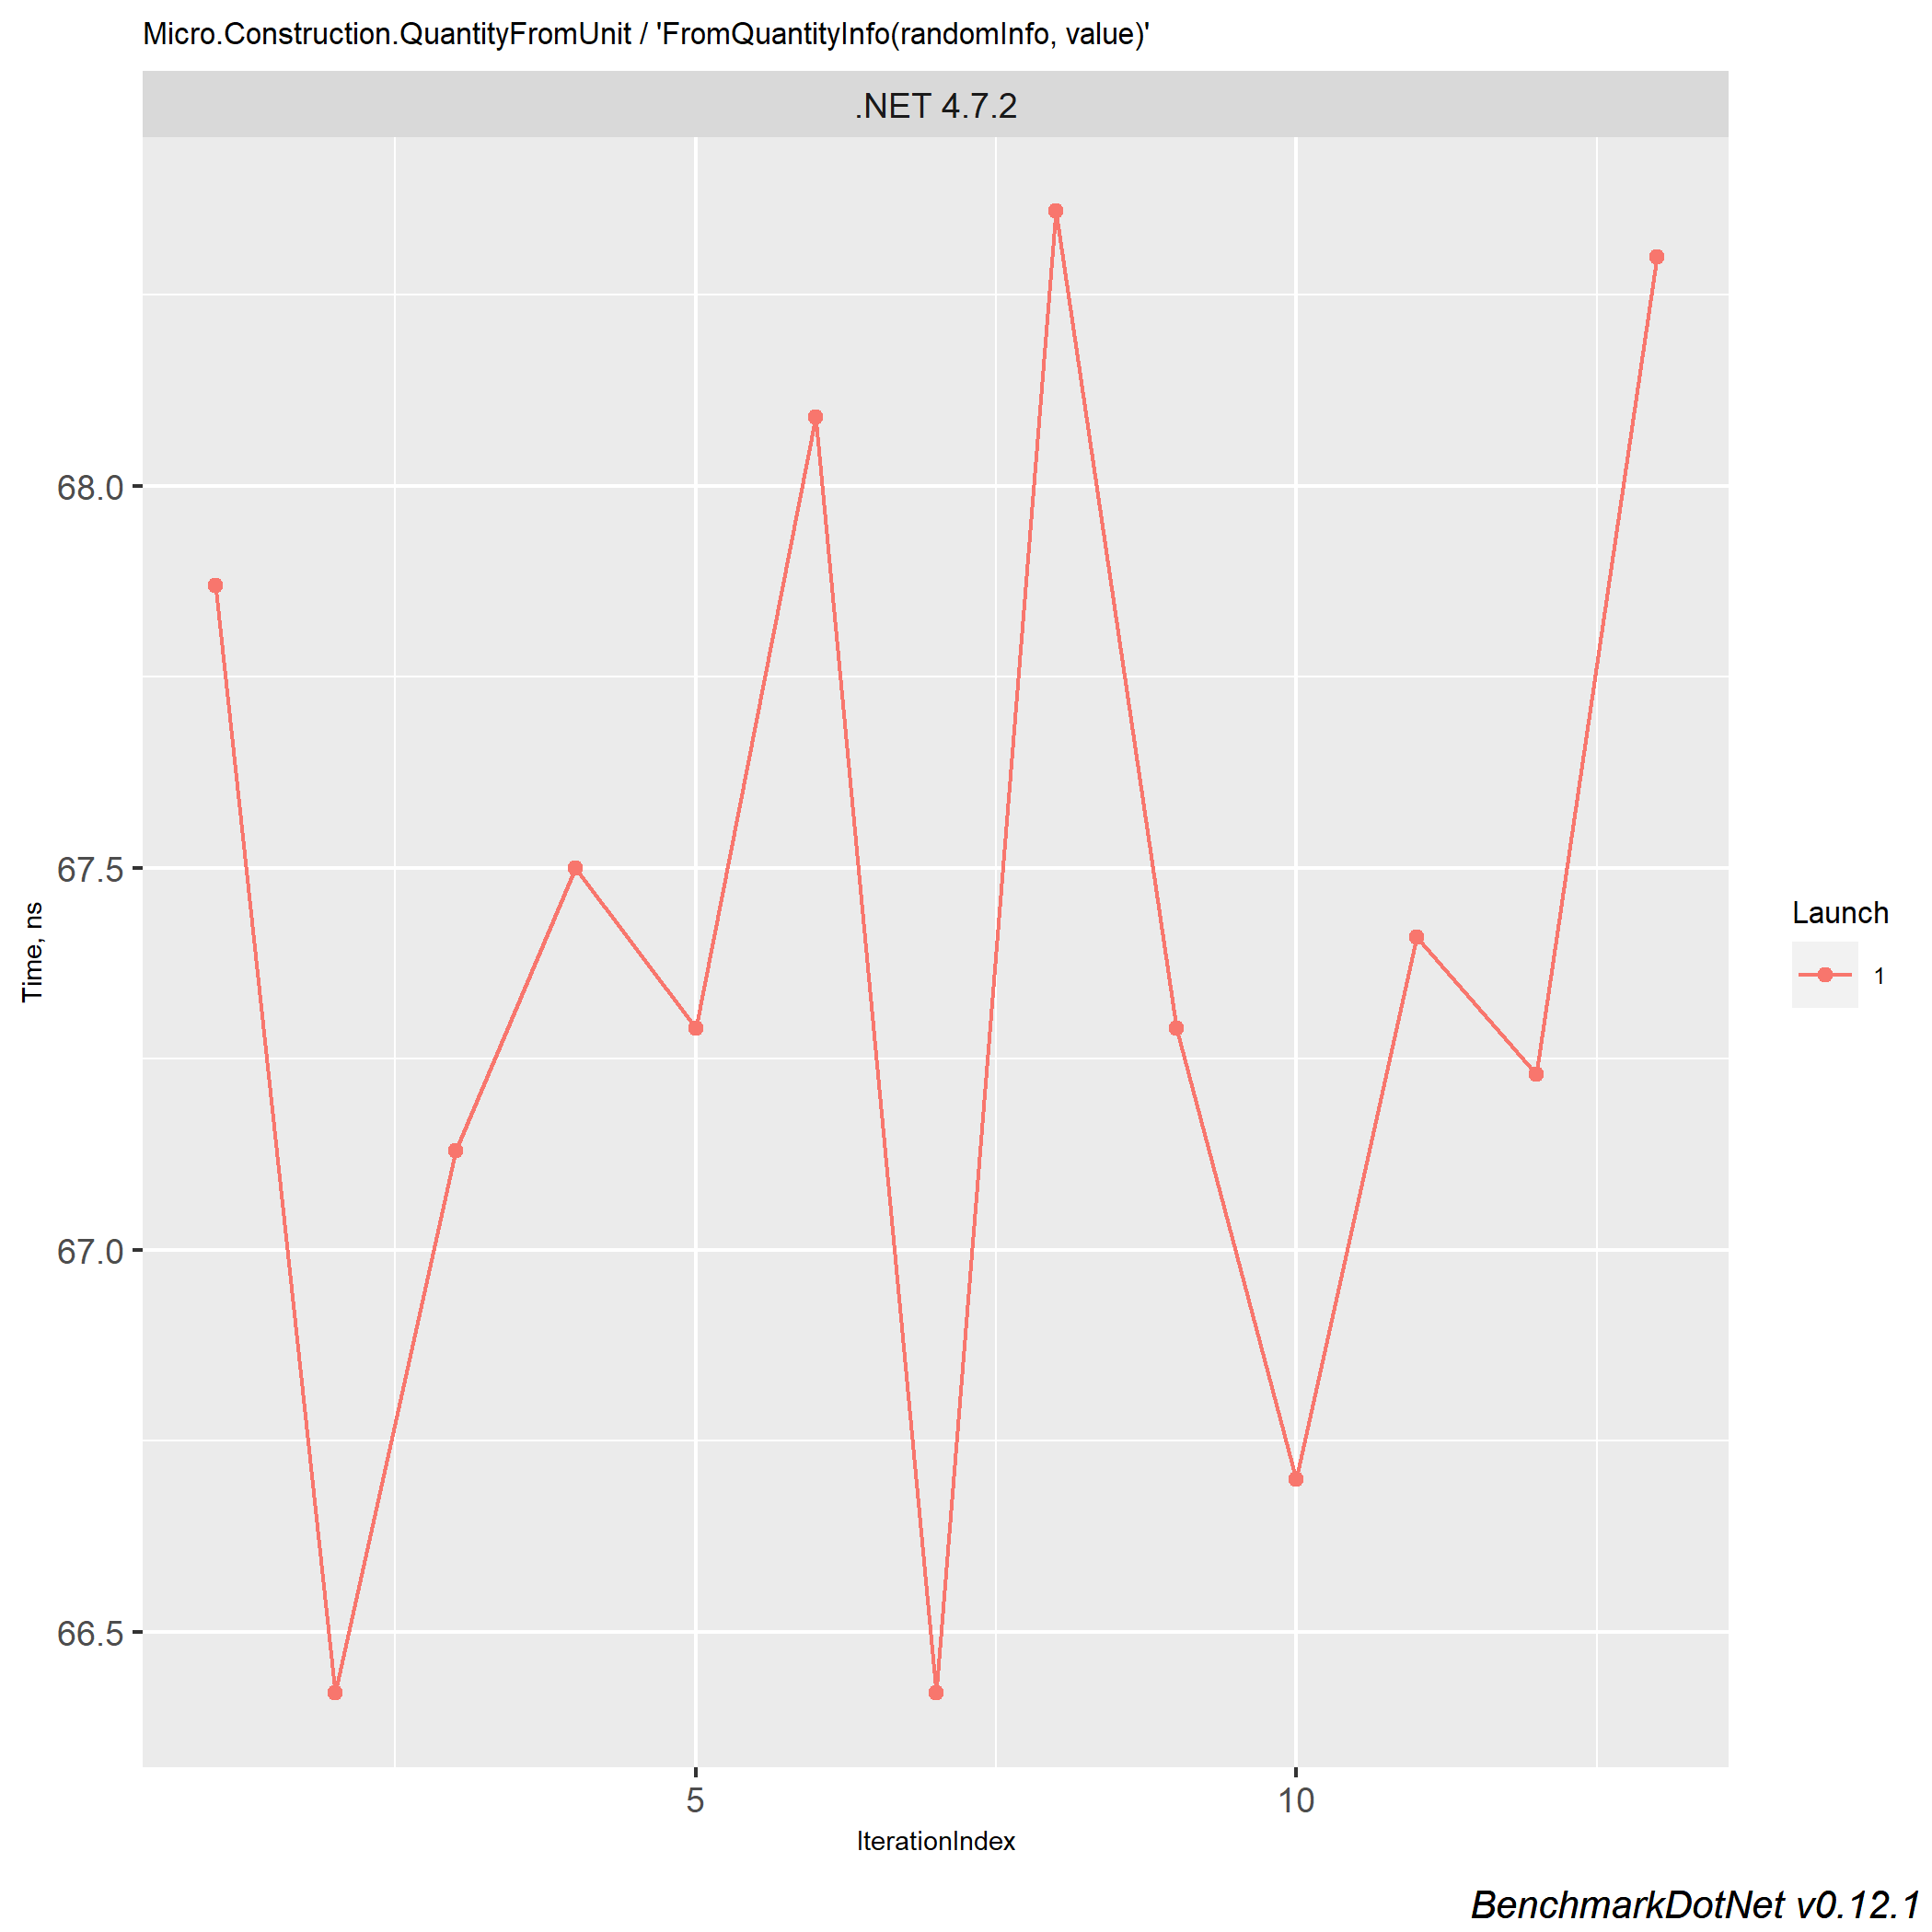 Micro.Construction.QuantityFromUnit / 'FromQuantityInfo(randomInfo, value)'
.NET 4.7.2
68.0
67.5
67.0
66.5
Time, ns
5
10
IterationIndex
Launch
1
BenchmarkDotNet v0.12.1